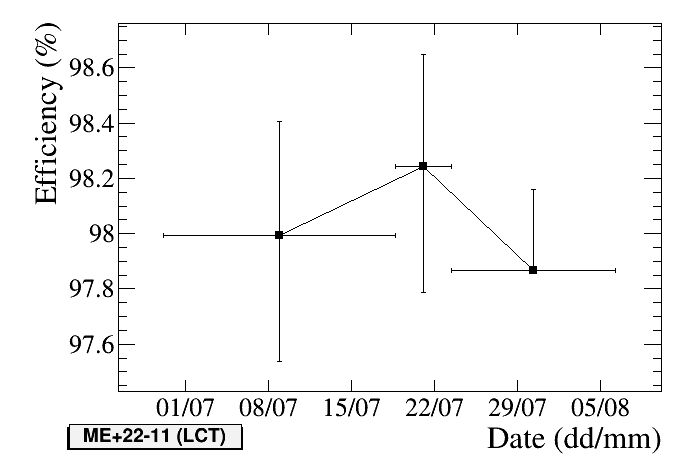 Efficiency (%)
98.6
98.4
98.2
98
97.8
97.6
01/07 08/07 15/07 22/07 29/07 05/08
ME+22-11 (LCT)
Date (dd/mm)